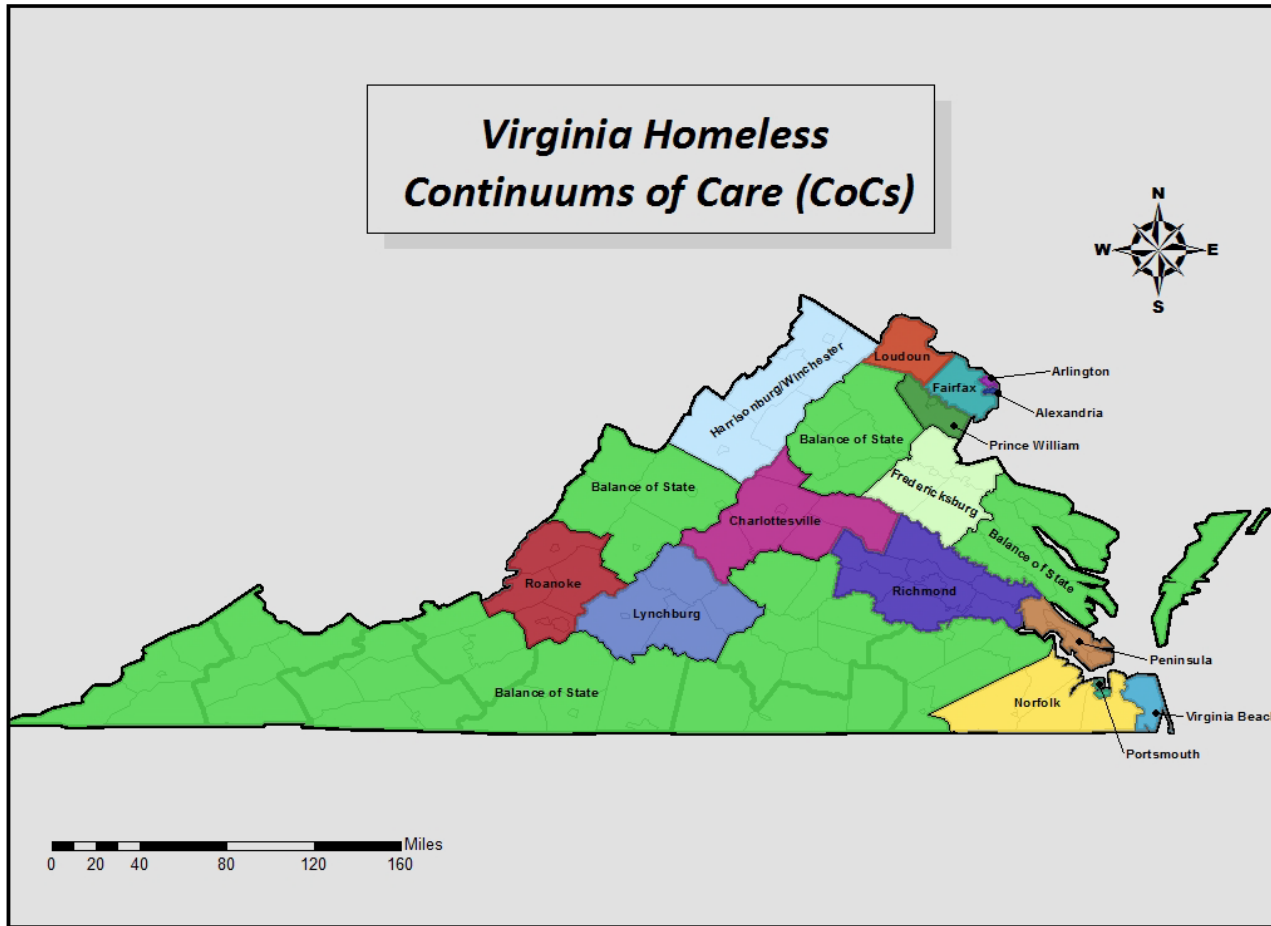 Virginia Homeless
Continuums of Care (CoCs)
N
W
E
S
Loudoun
Arlington
Harrisonburg/Winchester
Fairfax
Alexandria
Balance of State
Prince William
Balance of State
Fredericksburg
Charlottesville
Balance of State
Roanoke
Richmond
Lynchburg
Peninsula
Balance of State
Norfolk
Virginia Beach
Portsmouth
Miles
0 20 40 80 120 160